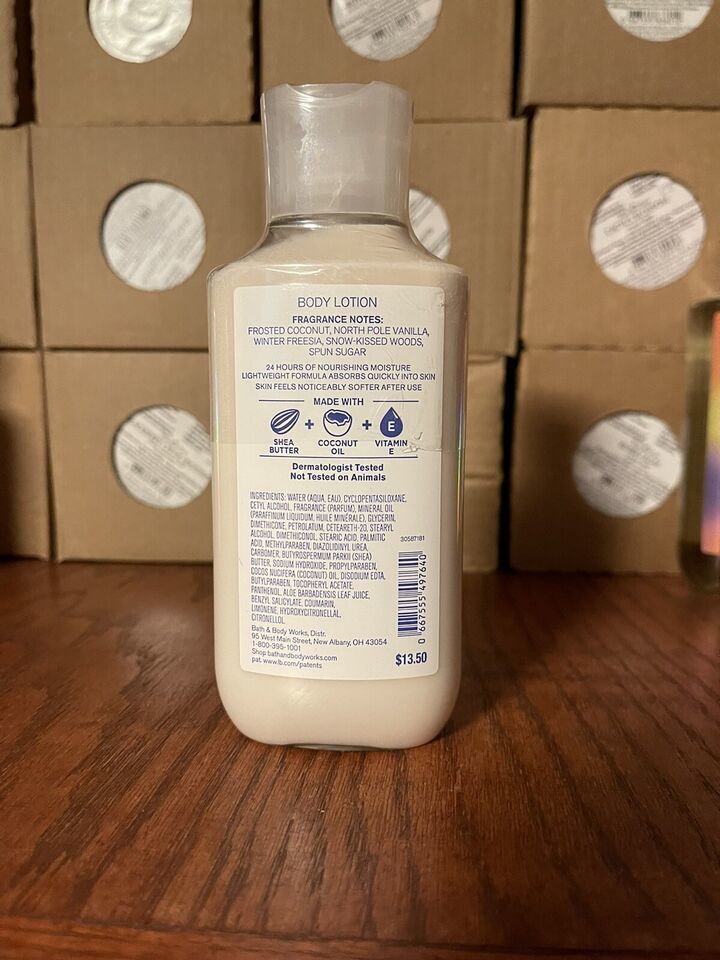 BODY LOTION
FRAGRANCE NOTES:
FROSTED COCONUT, NORTH POLE VANILLA,
WINTER FREESIA, SNOW-KISSED WOODS,
SPUN SUGAR
24 HOURS OF NOURISHING MOISTURE
LIGHTWEIGHT FORMULA ABSORBS QUICKLY INTO SKIN
SKIN FEELS NOTICEABLY SOFTER AFTER USE
MADE WITH
SHEA BUTTER + COCONUT OIL + E VITAMIN E
Dermatologist Tested
Not Tested on Animals
INGREDIENTS: WATER (AQUA, EAU), CYCLOPENTASILOXANE,
CETYL ALCOHOL, FRAGRANCE (PARFUM), MINERAL OIL
(PARAFFINUM LIQUIDUM, HUILE MINÉRALE), GLYCERIN,
DIMETHICONE, PETROLATUM, CETEARETH-20, STEARYL
ALCOHOL, DIMETHICONOL, STEARIC ACID, PALMITIC
ACID, METHYLPARABEN, DIAZOLIDINYL UREA,
CARBOMER, BUTYROSPERMUM PARKII (SHEA)
BUTTER, SODIUM HYDROXIDE, PROPYLPARABEN,
COCOS NUCIFERA (COCONUT) OIL, DISODIUM EDTA,
BUTYLPARABEN, TOCOPHERYL ACETATE,
PANTHENOL, ALOE BARBADENSIS LEAF JUICE,
BENZYL SALICYLATE, COUMARIN,
LIMONENE, HYDROXYCITRONELLAL,
CITRONELLOL
30587181
0 667555 497640
Bath & Body Works, Distr.
95 West Main Street, New Albany, OH 43054
1-800-395-1001
Shop bathandbodyworks.com
pat. www.lb.com/patents
$13.50